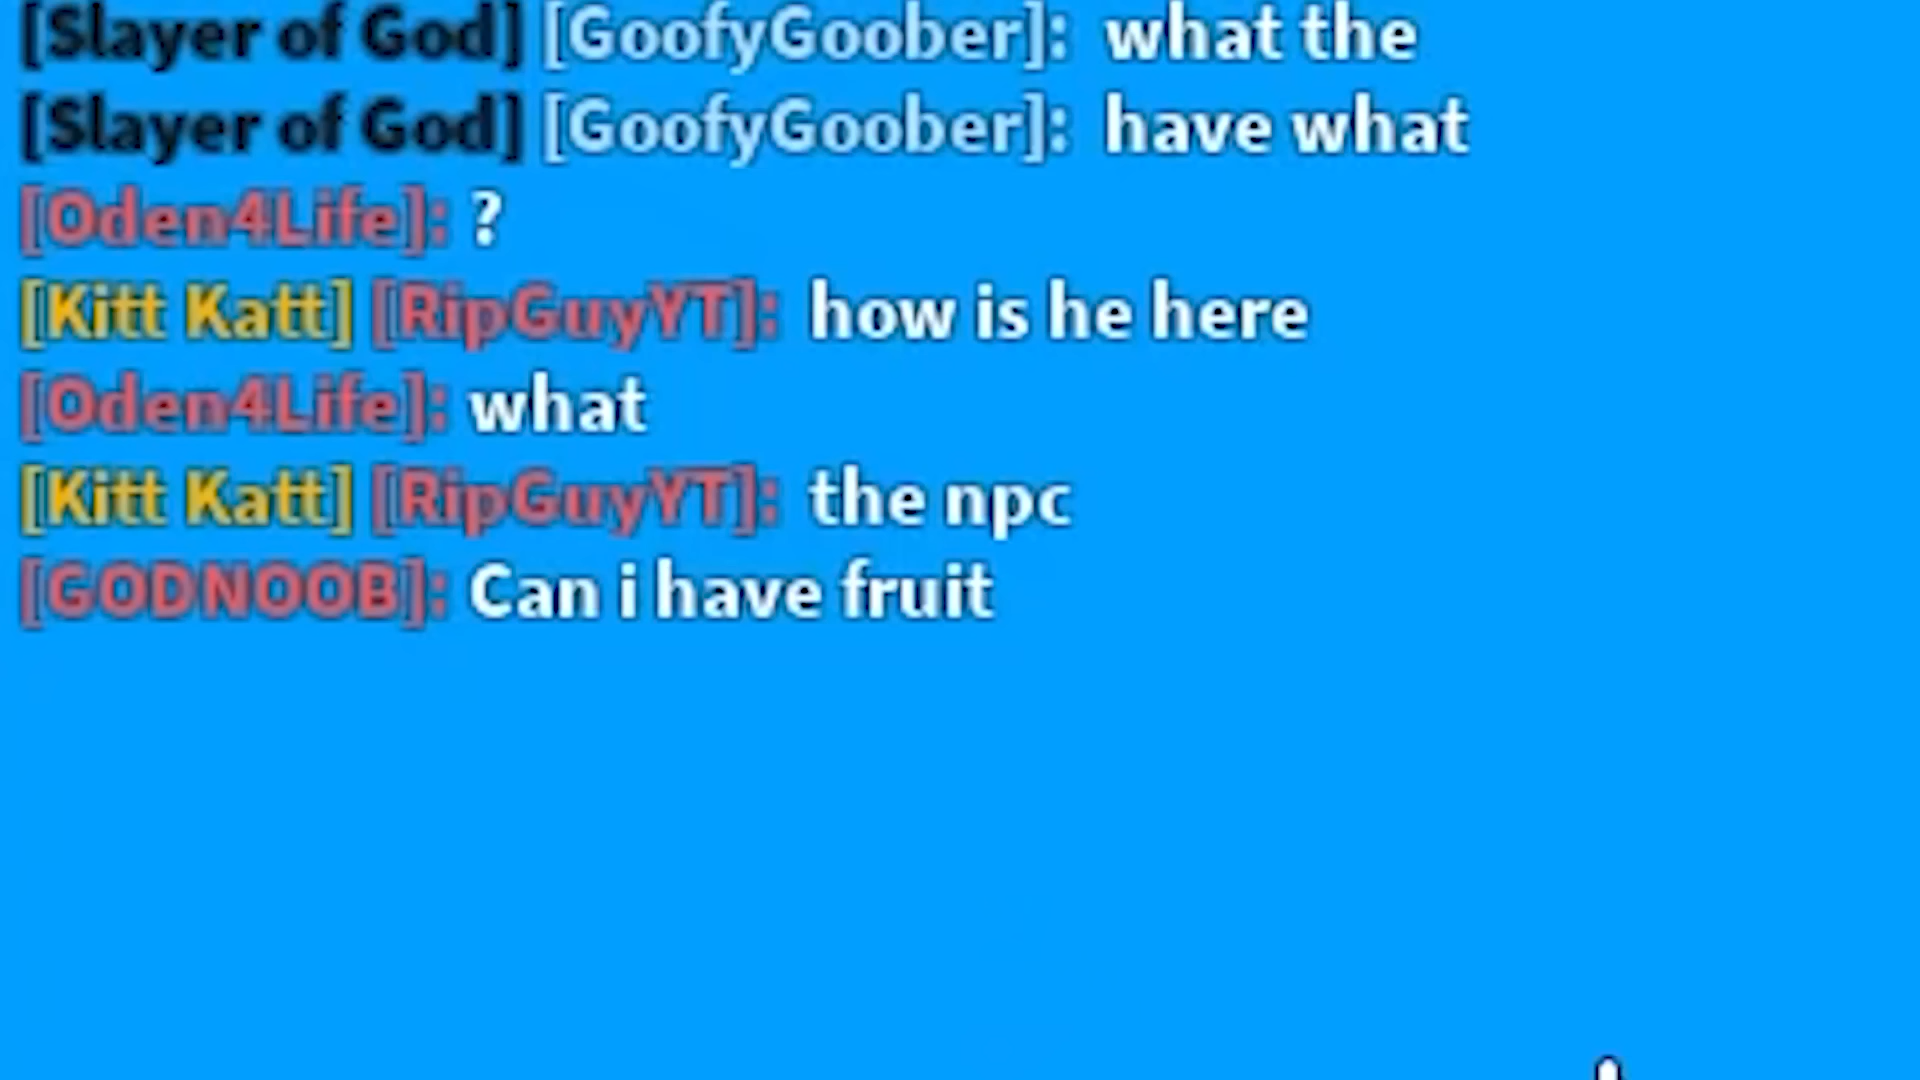 [Slayer of God] [GoofyGoober]: what the
[Slayer of God] [GoofyGoober]: have what
[Oden4Life]: ?
[Kitt Katt] [RipGuyYT]: how is he here
[Oden4Life]: what
[Kitt Katt] [RipGuyYT]: the npc
[GODNOOB]: Can i have fruit